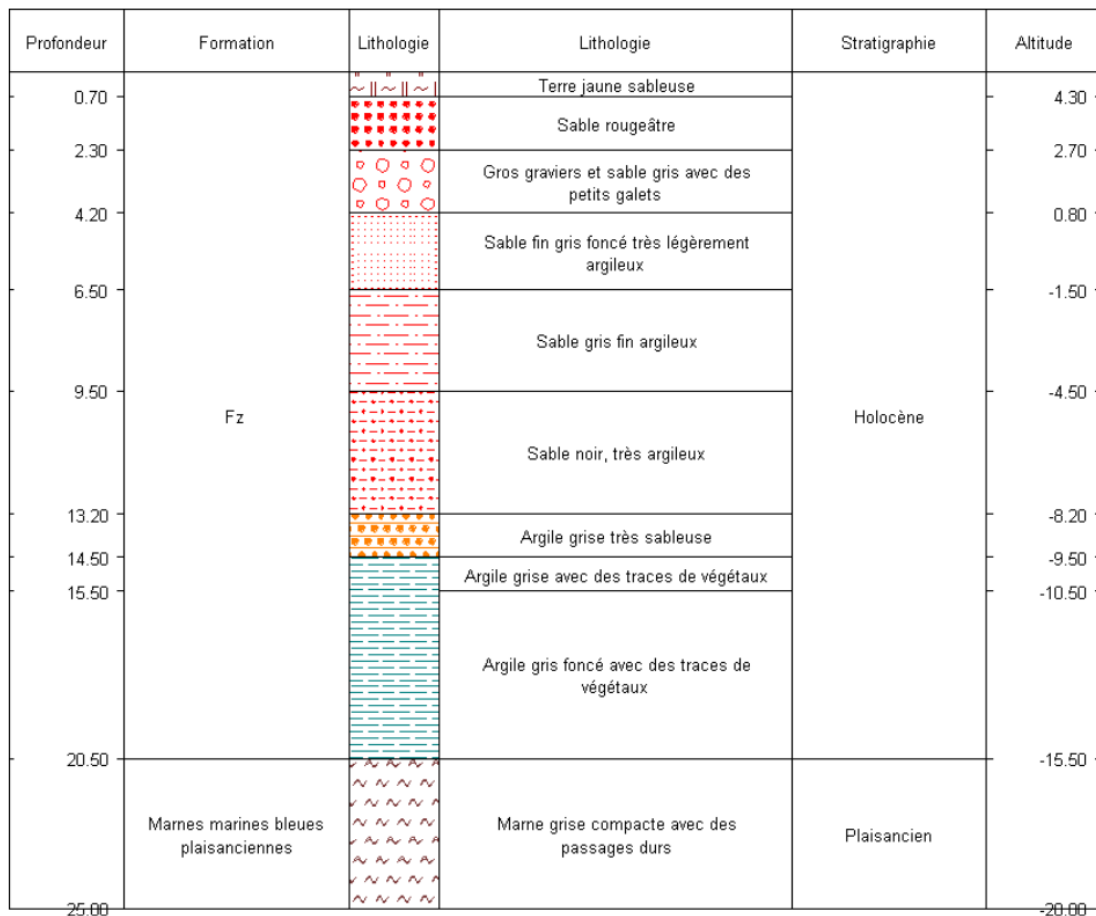 Profondeur Formation Lithologie Lithologie Stratigraphie Altitude
Terre jaune sableuse
0.70 4.30
Sable rougeâtre
2.30 2.70
Gros graviers et sable gris avec des
petits galets
4.20 0.80
Sable fin gris foncé très légèrement
argileux
6.50 -1.50
Sable gris fin argileux
9.50 -4.50
Fz Holocène
Sable noir, très argileux
13.20 -8.20
Argile grise très sableuse
14.50 -9.50
Argile grise avec des traces de végétaux
15.50 -10.50
Argile gris foncé avec des traces de
végétaux
20.50 -15.50
Marnes marines bleues
plaisanciennes
Marne grise compacte avec des
passages durs
Plaisancien
25.00 -20.00